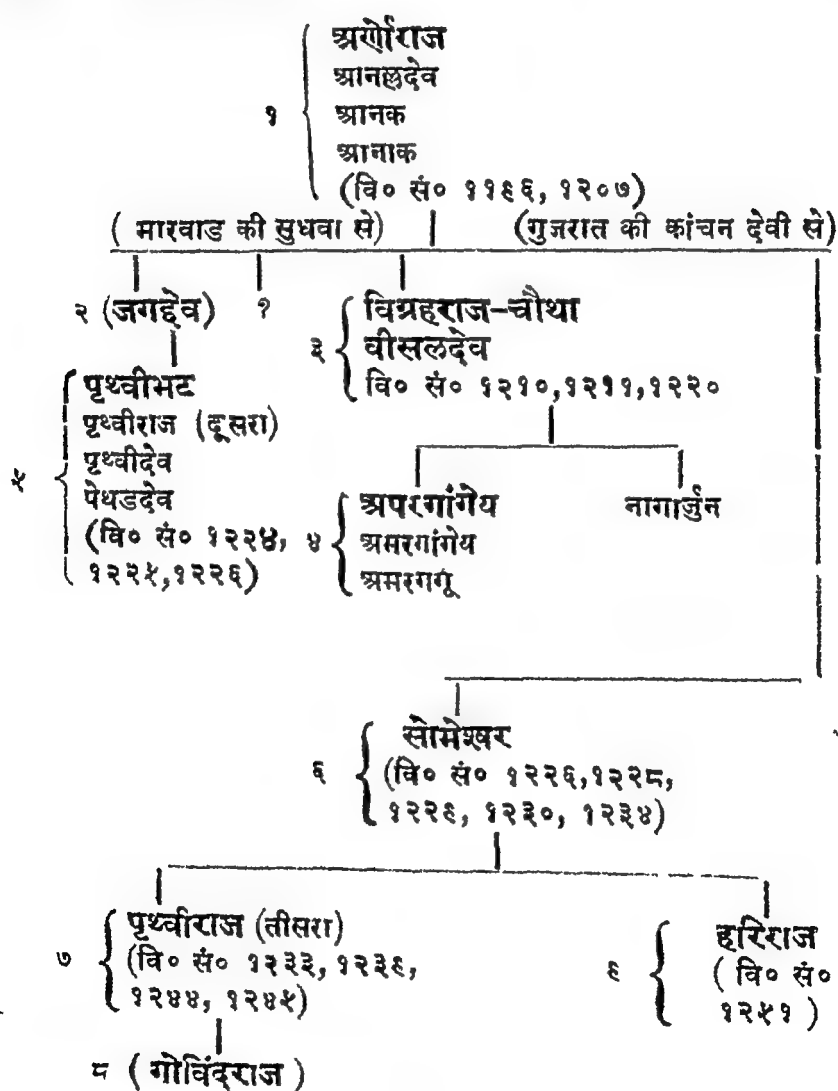 अर्णोराज
आनल्लदेव
१
आनक
आनाक
(वि० सं० ११९६, १२०७)
( मारवाड की सुधवा से) (गुजरात की कांचन देवी से)
२ (जगद्देव) ?
विग्रहराज-चौथा
३
वीसलदेव
वि० सं० १२१०,१२११,१२२०
पृथ्वीभट
पृथ्वीराज (दूसरा)
५
पृथ्वीदेव
पेथडदेव
(वि० सं० १२२४,
१२२५,१२२६)
४
अपरगांगेय
अमरगांगेय
अमरगगू
नागार्जुन
६
सोमेश्वर
(वि० सं० १२२६,१२२८,
१२२९, १२३०, १२३४)
७
पृथ्वीराज (तीसरा)
(वि० सं० १२३३, १२३९,
१२४४, १२४५)
९
हरिराज
( वि० सं०
१२५१ )
८ ( गोविंदराज )